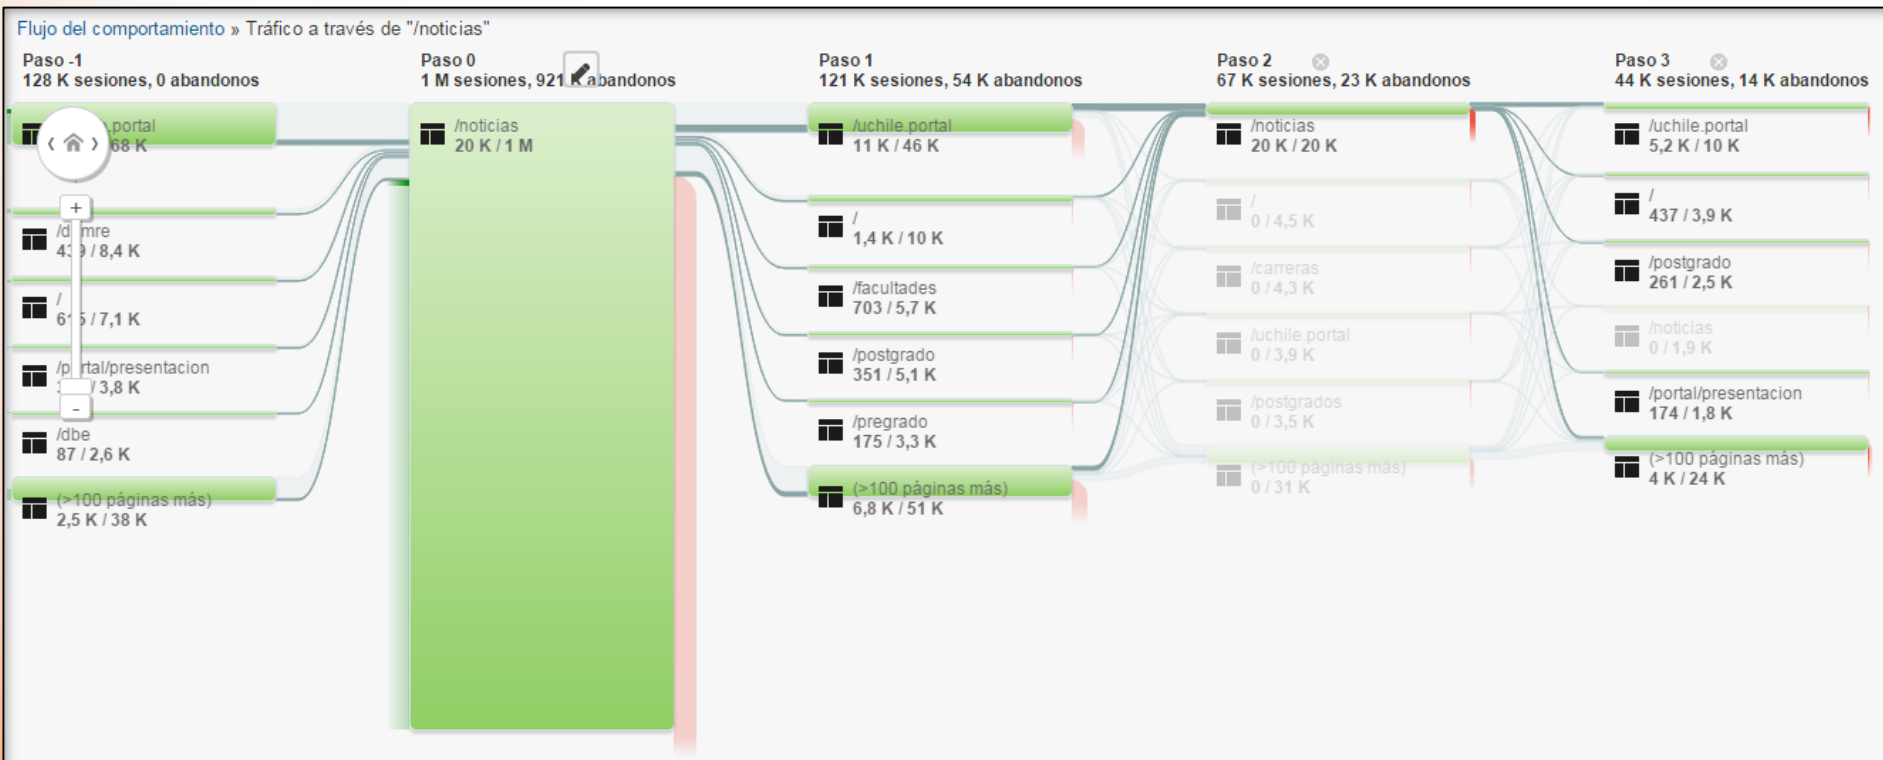 Flujo del comportamiento » Tráfico a través de "/noticias"
Paso -1
128 K sesiones, 0 abandonos
.portal
68 K
/d mre
/ 8,4 K
/
/ 7,1 K
presentacion
/ 3,8 K
/dbe
87 / 2,6 K
(>100 páginas más)
2,5 K / 38 K
+
-
Paso 0
1 M sesiones, 921 abandonos
/noticias
20 K / 1 M
Paso 1
121 K sesiones, 54 K abandonos
/uchile.portal
11 K / 46 K
/
1,4 K / 10 K
/facultades
703 / 5,7 K
/postgrado
351 / 5,1 K
/pregrado
175 / 3,3 K
(>100 páginas más)
6,8 K / 51 K
Paso 2
67 K sesiones, 23 K abandonos
/noticias
20 K / 20 K
/
0 / 4,5 K
/carreras
0 / 4,3 K
/uchile.portal
0 / 3,9 K
/postgrados
0 / 3,5 K
(>100 páginas más)
0 / 31 K
Paso 3
44 K sesiones, 14 K abandonos
/uchile.portal
5,2 K / 10 K
/
437 / 3,9 K
/postgrado
261 / 2,5 K
/noticias
0 / 1,9 K
/portal/presentacion
174 / 1,8 K
(>100 páginas más)
4 K / 24 K